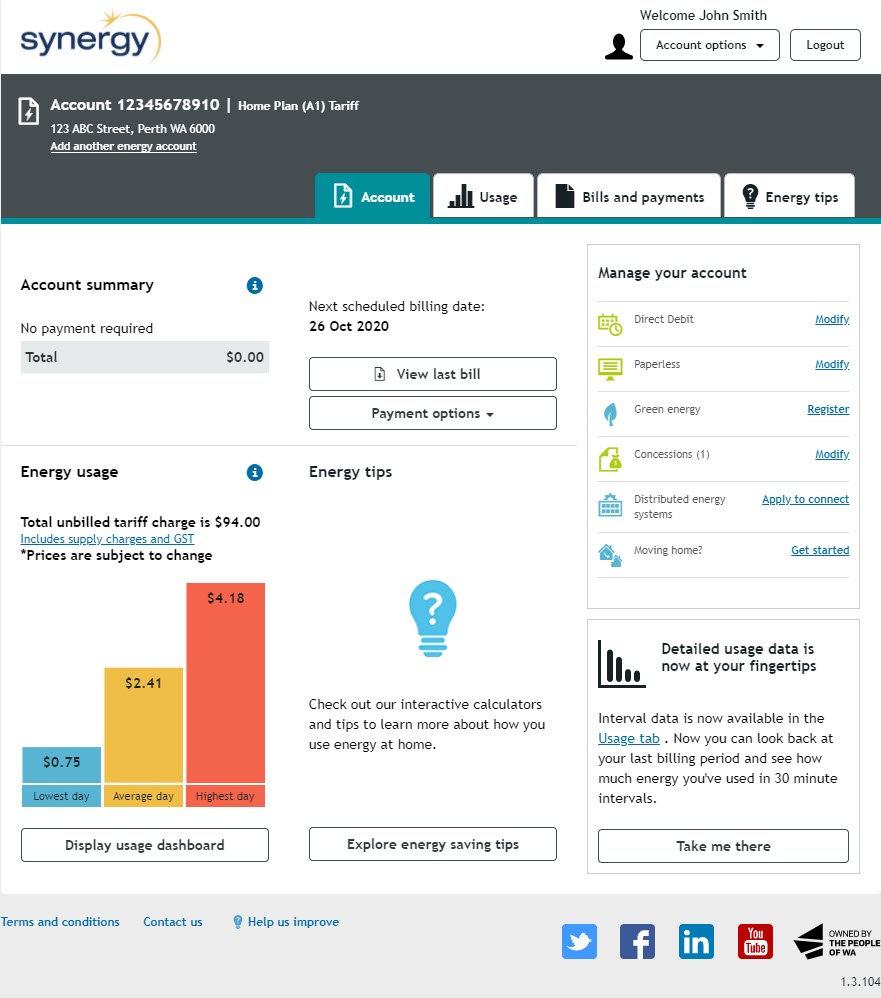 synergy
Welcome John Smith
Account options
Logout
Account 12345678910 | Home Plan (A1) Tariff
123 ABC Street, Perth WA 6000
Add another energy account
Account
Usage
Bills and payments
Energy tips
Account summary
No payment required
Total $0.00
Next scheduled billing date:
26 Oct 2020
View last bill
Payment options
Energy usage
Total unbilled tariff charge is $94.00
Includes supply charges and GST
*Prices are subject to change
$0.75
$2.41
$4.18
Lowest day
Average day
Highest day
Display usage dashboard
Energy tips
?
Check out our interactive calculators
and tips to learn more about how you
use energy at home.
Explore energy saving tips
Manage your account
Direct Debit Modify
Paperless Modify
Green energy Register
Concessions (1) Modify
Distributed energy
systems
Apply to connect
Moving home? Get started
Detailed usage data is
now at your fingertips
Interval data is now available in the
Usage tab . Now you can look back at
your last billing period and see how
much energy you've used in 30 minute
intervals.
Take me there
Terms and conditions
Contact us
Help us improve
f
in
You
Tube
OWNED BY
THE PEOPLE
OF WA
1.3.104